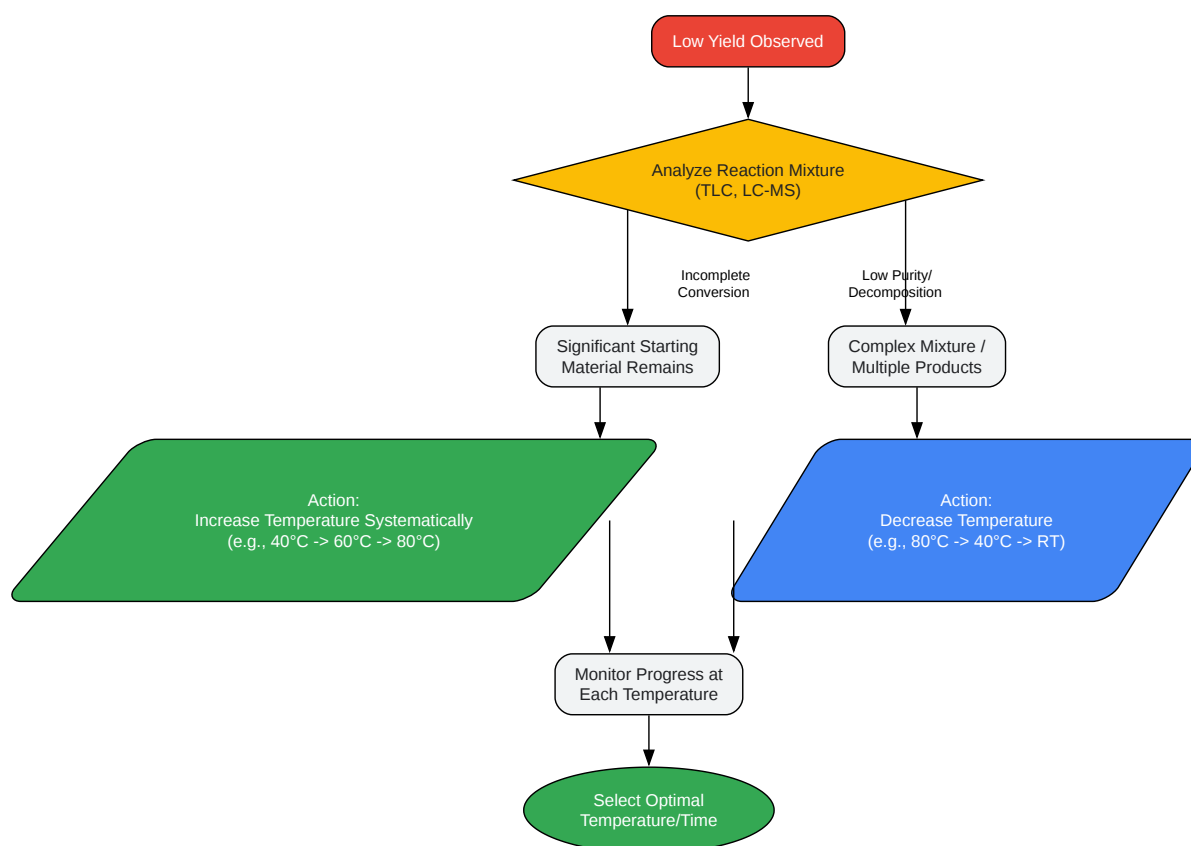 Low Yield Observed
Analyze Reaction Mixture
(TLC, LC-MS)
Incomplete
Conversion
Low Purity/
Decomposition
Significant Starting
Material Remains
Complex Mixture /
Multiple Products
Action:
Increase Temperature Systematically
(e.g., 40°C -> 60°C -> 80°C)
Action:
Decrease Temperature
(e.g., 80°C -> 40°C -> RT)
Monitor Progress at
Each Temperature
Select Optimal
Temperature/Time